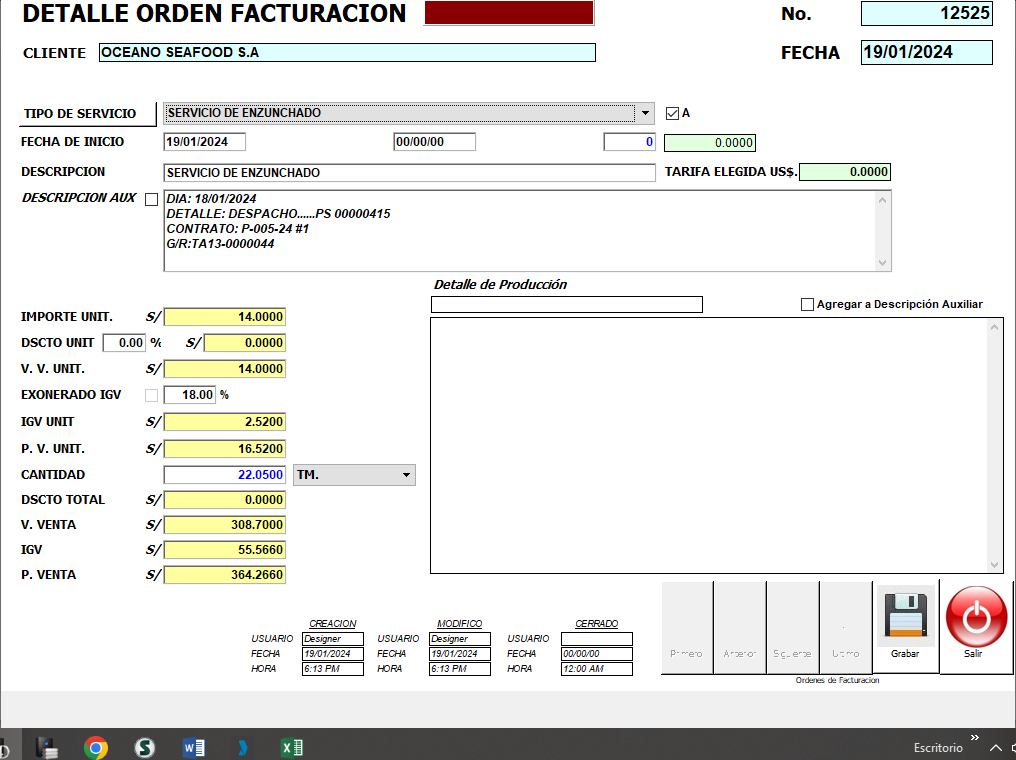 DETALLE ORDEN FACTURACION
No. 12525
CLIENTE OCEANO SEAFOOD S.A
FECHA 19/01/2024
TIPO DE SERVICIO SERVICIO DE ENZUNCHADO A
FECHA DE INICIO 19/01/2024 00/00/00 0 0.0000
DESCRIPCION SERVICIO DE ENZUNCHADO TARIFA ELEGIDA US$. 0.0000
DESCRIPCION AUX DIA: 18/01/2024
DETALLE: DESPACHO......PS 00000415
CONTRATO: P-005-24 #1
G/R:TA13-0000044
Detalle de Producción
Agregar a Descripción Auxiliar
IMPORTE UNIT. S/ 14.0000
DSCTO UNIT 0.00 % S/ 0.0000
V. V. UNIT. S/ 14.0000
EXONERADO IGV 18.00 %
IGV UNIT S/ 2.5200
P. V. UNIT. S/ 16.5200
CANTIDAD 22.0500 TM.
DSCTO TOTAL S/ 0.0000
V. VENTA S/ 308.7000
IGV S/ 55.5660
P. VENTA S/ 364.2660
CREACION MODIFICO CERRADO
USUARIO Designer USUARIO Designer USUARIO
FECHA 19/01/2024 FECHA 19/01/2024 FECHA 00/00/00
HORA 6:13 PM HORA 6:13 PM HORA 12:00 AM
Primero Anterior Siguiente Ultimo Grabar Salir
Ordenes de Facturacion
Escritorio